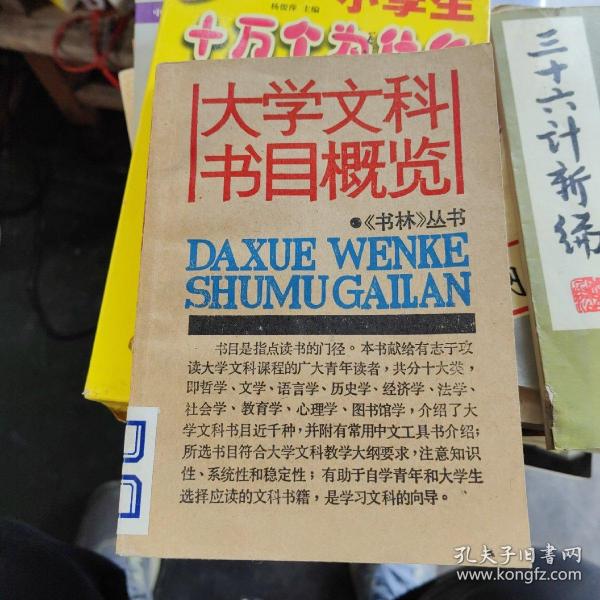 杨俊萍 主编
小学生
十万个为什么
三十六计新编
大学文科
书目概览
●《书林》丛书
DAXUE WENKE
SHUMU GAILAN
书目是指点读书的门径。本书献给有志于攻
读大学文科课程的广大青年读者，共分十大类，
即哲学、文学、语言学、历史学、经济学、法学、
社会学、教育学、心理学、图书馆学，介绍了大
学文科书目近千种，并附有常用中文工具书介绍；
所选书目符合大学文科教学大纲要求，注意知识
性、系统性和稳定性；有助于自学青年和大学生
选择应读的文科书籍，是学习文科的向导。
孔夫子旧书网
www.kongfz.com